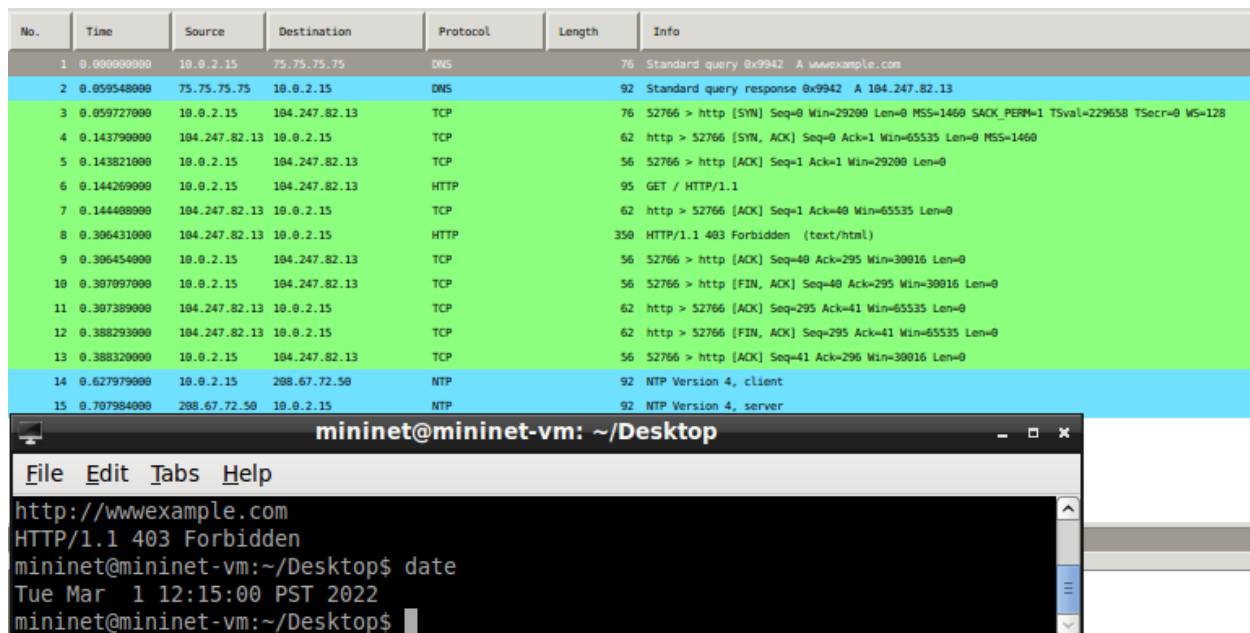 No. Time Source Destination Protocol Length Info
1 0.000000000 10.0.2.15 75.75.75.75 DNS 76 Standard query 0x9942 A wwwexample.com
2 0.059548000 75.75.75.75 10.0.2.15 DNS 92 Standard query response 0x9942 A 104.247.82.13
3 0.059727000 10.0.2.15 104.247.82.13 TCP 76 52766 > http [SYN] Seq=0 Win=29200 Len=0 MSS=1460 SACK_PERM=1 TSval=229658 TSecr=0 WS=128
4 0.143790000 104.247.82.13 10.0.2.15 TCP 62 http > 52766 [SYN, ACK] Seq=0 Ack=1 Win=65535 Len=0 MSS=1460
5 0.143821000 10.0.2.15 104.247.82.13 TCP 56 52766 > http [ACK] Seq=1 Ack=1 Win=29200 Len=0
6 0.144269000 10.0.2.15 104.247.82.13 HTTP 95 GET / HTTP/1.1
7 0.144408000 104.247.82.13 10.0.2.15 TCP 62 http > 52766 [ACK] Seq=1 Ack=40 Win=65535 Len=0
8 0.306431000 104.247.82.13 10.0.2.15 HTTP 350 HTTP/1.1 403 Forbidden (text/html)
9 0.306454000 10.0.2.15 104.247.82.13 TCP 56 52766 > http [ACK] Seq=40 Ack=295 Win=30016 Len=0
10 0.307097000 10.0.2.15 104.247.82.13 TCP 56 52766 > http [FIN, ACK] Seq=40 Ack=295 Win=30016 Len=0
11 0.307389000 104.247.82.13 10.0.2.15 TCP 62 http > 52766 [ACK] Seq=295 Ack=41 Win=65535 Len=0
12 0.388293000 104.247.82.13 10.0.2.15 TCP 62 http > 52766 [FIN, ACK] Seq=295 Ack=41 Win=65535 Len=0
13 0.388320000 10.0.2.15 104.247.82.13 TCP 56 52766 > http [ACK] Seq=41 Ack=296 Win=30016 Len=0
14 0.627979000 10.0.2.15 208.67.72.50 NTP 92 NTP Version 4, client
15 0.707984000 208.67.72.50 10.0.2.15 NTP 92 NTP Version 4, server
mininet@mininet-vm: ~/Desktop
File Edit Tabs Help
http://wwwexample.com
HTTP/1.1 403 Forbidden
mininet@mininet-vm:~/Desktop$ date
Tue Mar  1 12:15:00 PST 2022
mininet@mininet-vm:~/Desktop$